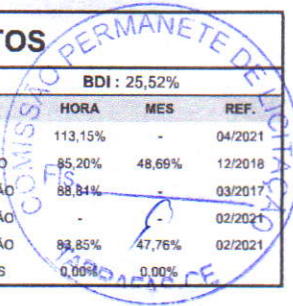 TOS
BDI : 25,52%
HORA MES REF.
113,15% - 04/2021
O 85,20% 48,69% 12/2018
ÃO 88,81% - 03/2017
ÃO - - 02/2021
ÃO 83,85% 47,76% 02/2021
S 0,00% 0,00%
COMISSÃO PERMANETE DE LICITAÇÃO
FIS